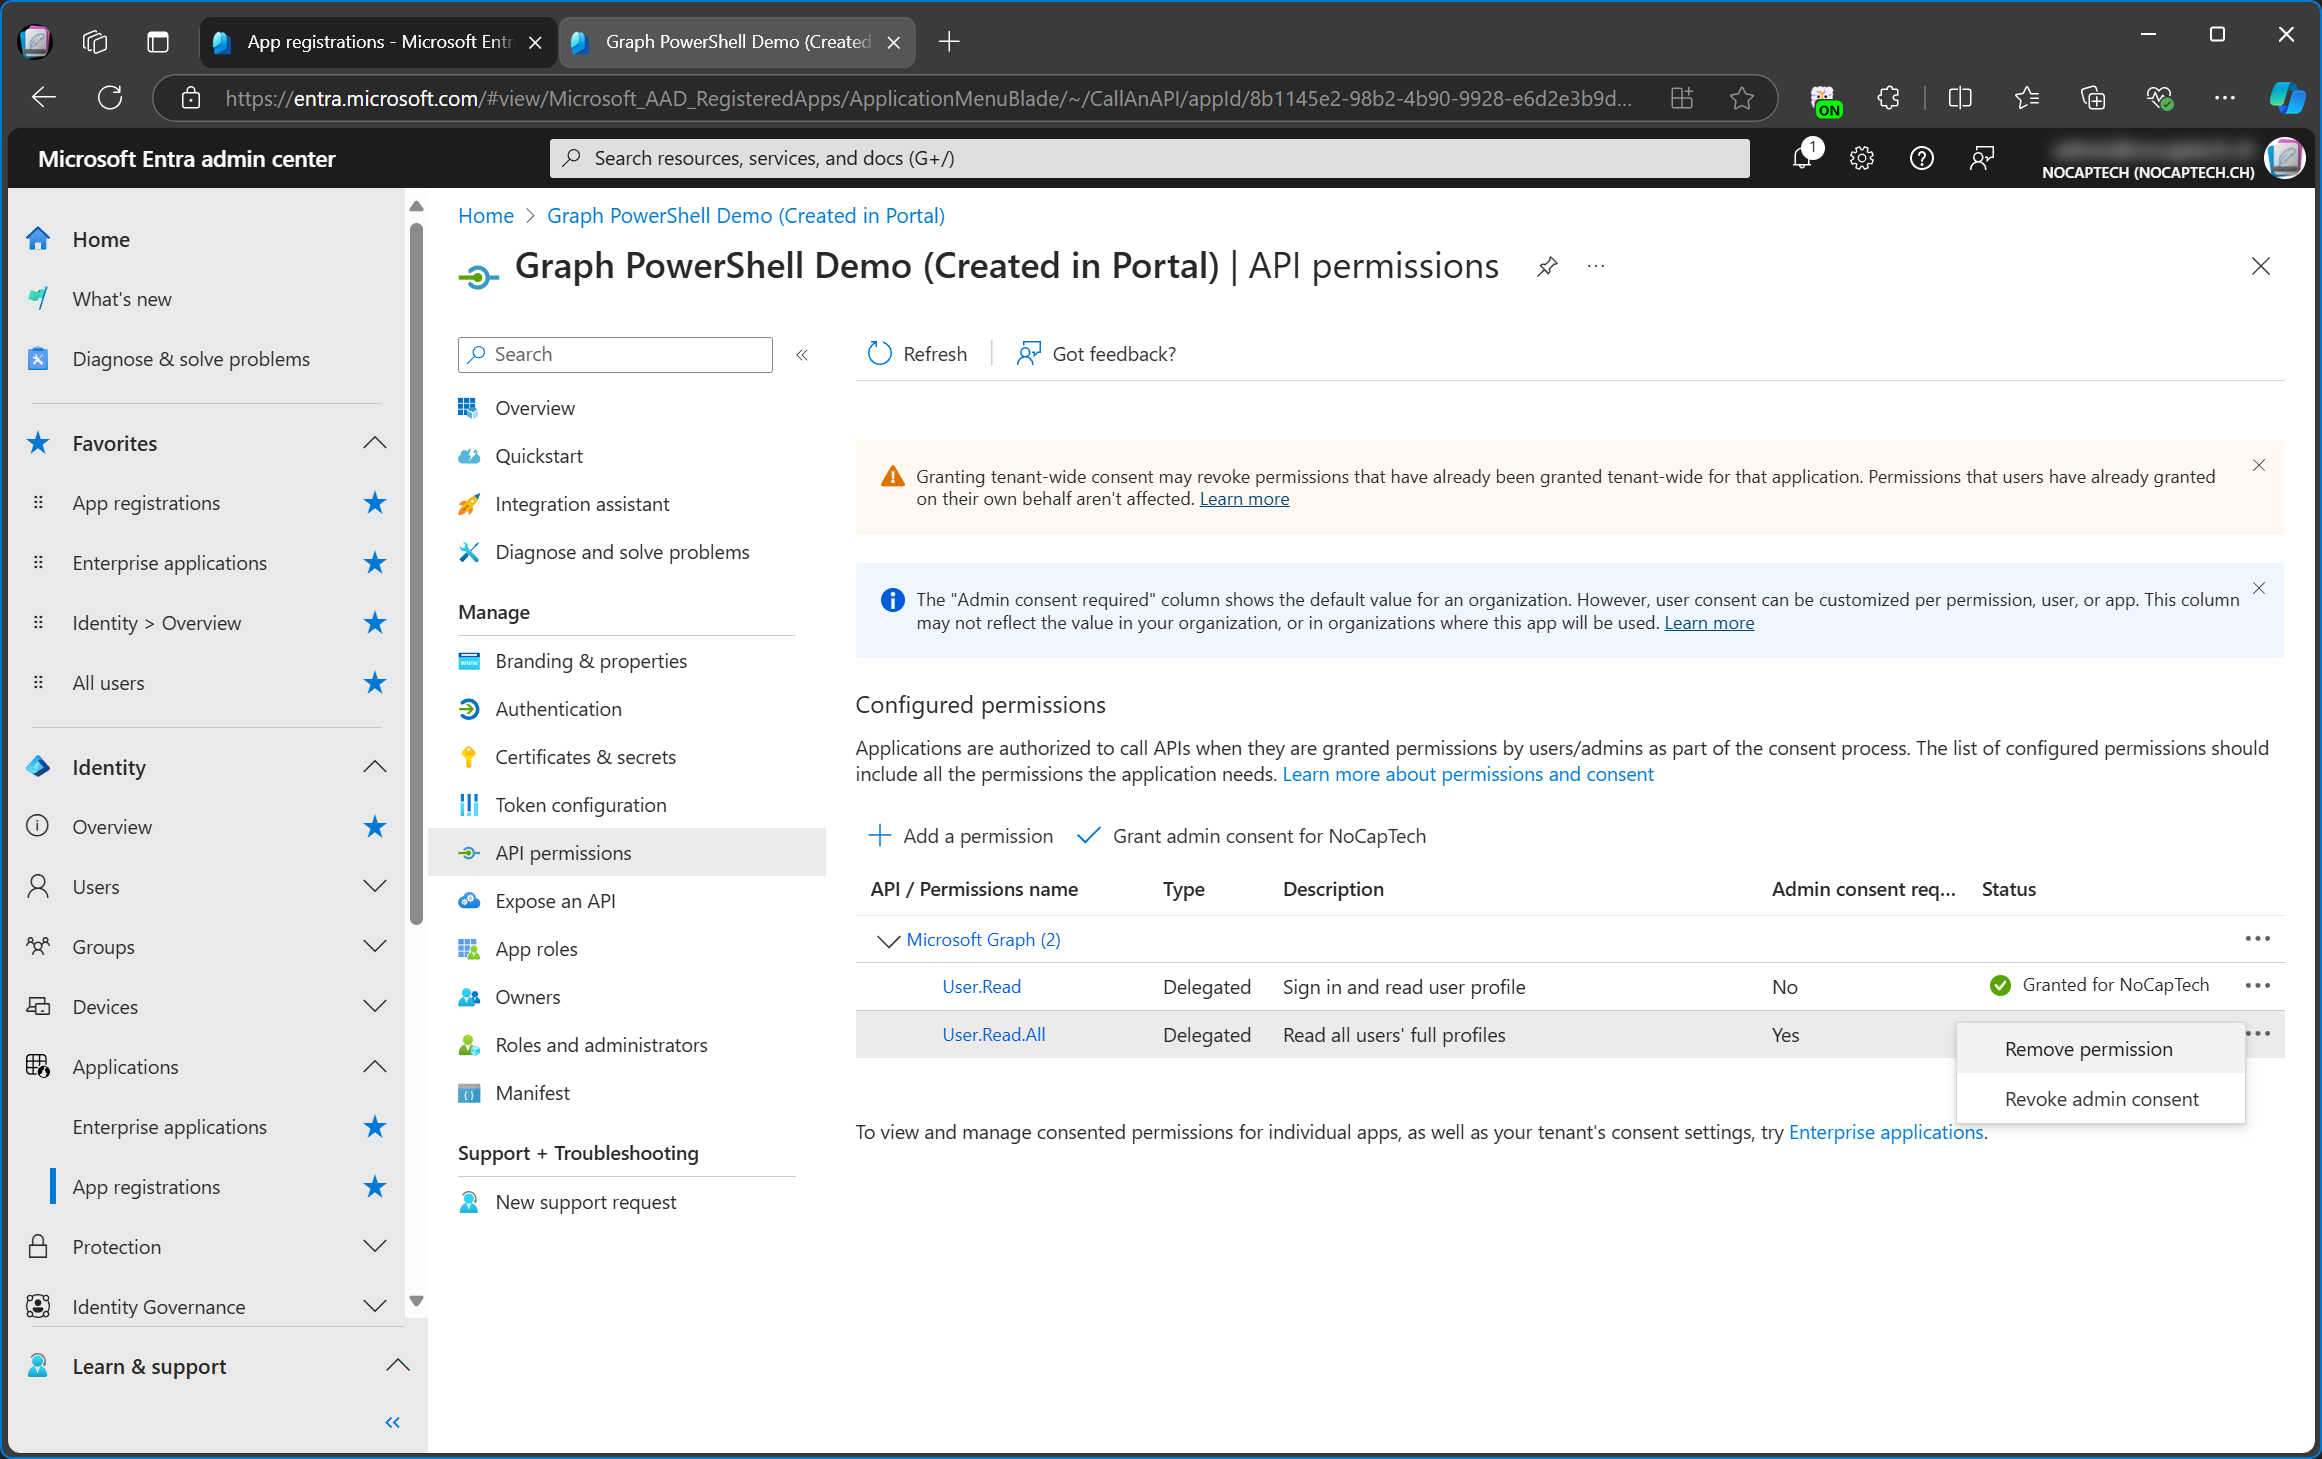 App registrations - Microsoft Entr
Graph PowerShell Demo (Created
https://entra.microsoft.com/#view/Microsoft_AAD_RegisteredApps/ApplicationMenuBlade/~/CallAnAPI/appId/8b1145e2-98b2-4b90-9928-e6d2e3b9d...
ON
Microsoft Entra admin center
Search resources, services, and docs (G+/)
1
NOCAPTECH (NOCAPTECH.CH)
Home
What's new
Diagnose & solve problems
Favorites
App registrations
Enterprise applications
Identity > Overview
All users
Identity
Overview
Users
Groups
Devices
Applications
Enterprise applications
App registrations
Protection
Identity Governance
Learn & support
Home > Graph PowerShell Demo (Created in Portal)
Graph PowerShell Demo (Created in Portal) | API permissions
Search
Overview
Quickstart
Integration assistant
Diagnose and solve problems
Manage
Branding & properties
Authentication
Certificates & secrets
Token configuration
API permissions
Expose an API
App roles
Owners
Roles and administrators
Manifest
Support + Troubleshooting
New support request
Refresh
Got feedback?
Granting tenant-wide consent may revoke permissions that have already been granted tenant-wide for that application. Permissions that users have already granted
on their own behalf aren't affected. Learn more
The "Admin consent required" column shows the default value for an organization. However, user consent can be customized per permission, user, or app. This column
may not reflect the value in your organization, or in organizations where this app will be used. Learn more
Configured permissions
Applications are authorized to call APIs when they are granted permissions by users/admins as part of the consent process. The list of configured permissions should
include all the permissions the application needs. Learn more about permissions and consent
Add a permission
Grant admin consent for NoCapTech
API / Permissions name Type Description Admin consent req... Status
Microsoft Graph (2)
User.Read Delegated Sign in and read user profile No Granted for NoCapTech
User.Read.All Delegated Read all users' full profiles Yes
Remove permission
Revoke admin consent
To view and manage consented permissions for individual apps, as well as your tenant's consent settings, try Enterprise applications.